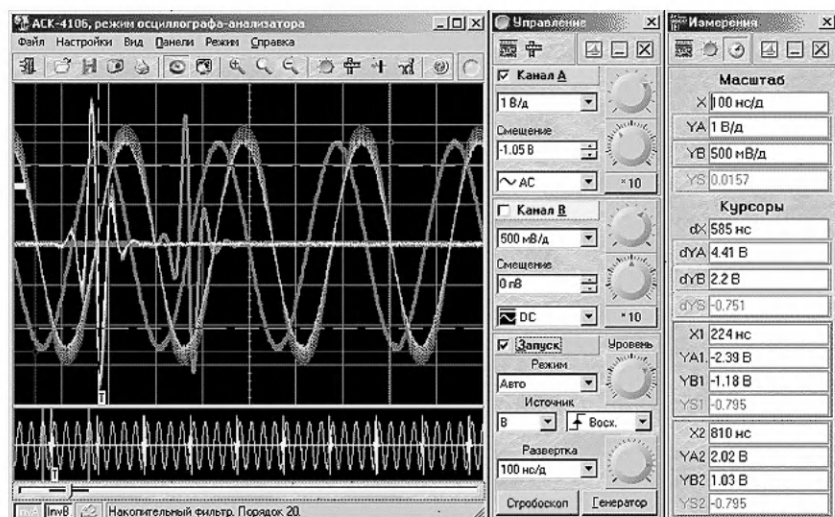 АСК-4106, режим осциллографа-анализатора
Файл Настройки Вид Панели Режим Справка
T
T
InvA InvB Накопительный фильтр. Порядок 20.
Управление
Канал A
1 В/д
Смещение
-1.05 В
AC
*10
Канал B
500 мВ/д
Смещение
0 пВ
DC
*10
Запуск Уровень
Режим
Авто
Источник
B Восх.
Развертка
100 нс/д
Стробоскоп Генератор
Измерения
Масштаб
X 100 нс/д
YA 1 В/д
YB 500 мВ/д
YS 0.0157
Курсоры
dX 585 нс
dYA 4.41 В
dYB 2.2 В
dYS -0.751
X1 224 нс
YA1 -2.39 В
YB1 -1.18 В
YS1 -0.795
X2 810 нс
YA2 2.02 В
YB2 1.03 В
YS2 -0.795